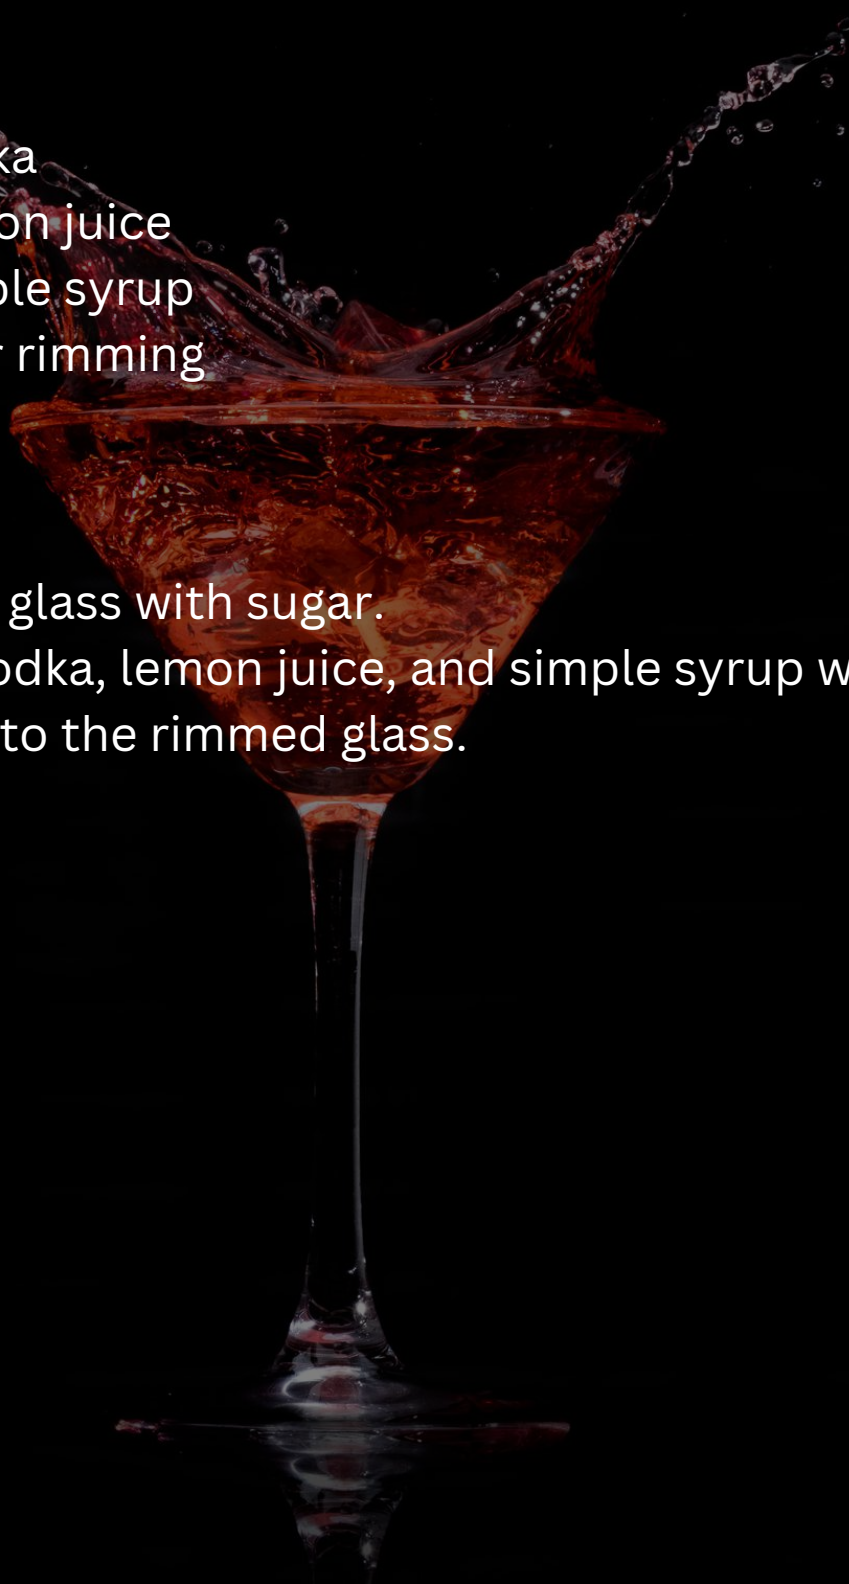 ka
on juice
ple syrup
r rimming
glass with sugar.
odka, lemon juice, and simple syrup w
to the rimmed glass.